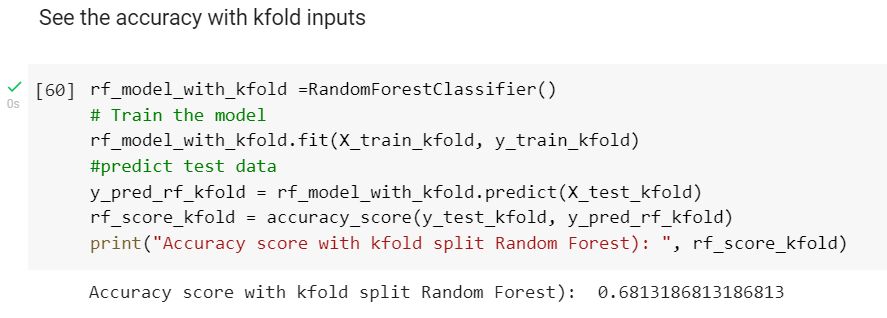 See the accuracy with kfold inputs
[60] rf_model_with_kfold =RandomForestClassifier()
0s
# Train the model
rf_model_with_kfold.fit(X_train_kfold, y_train_kfold)
#predict test data
y_pred_rf_kfold = rf_model_with_kfold.predict(X_test_kfold)
rf_score_kfold = accuracy_score(y_test_kfold, y_pred_rf_kfold)
print("Accuracy score with kfold split Random Forest): ", rf_score_kfold)
Accuracy score with kfold split Random Forest):  0.6813186813186813